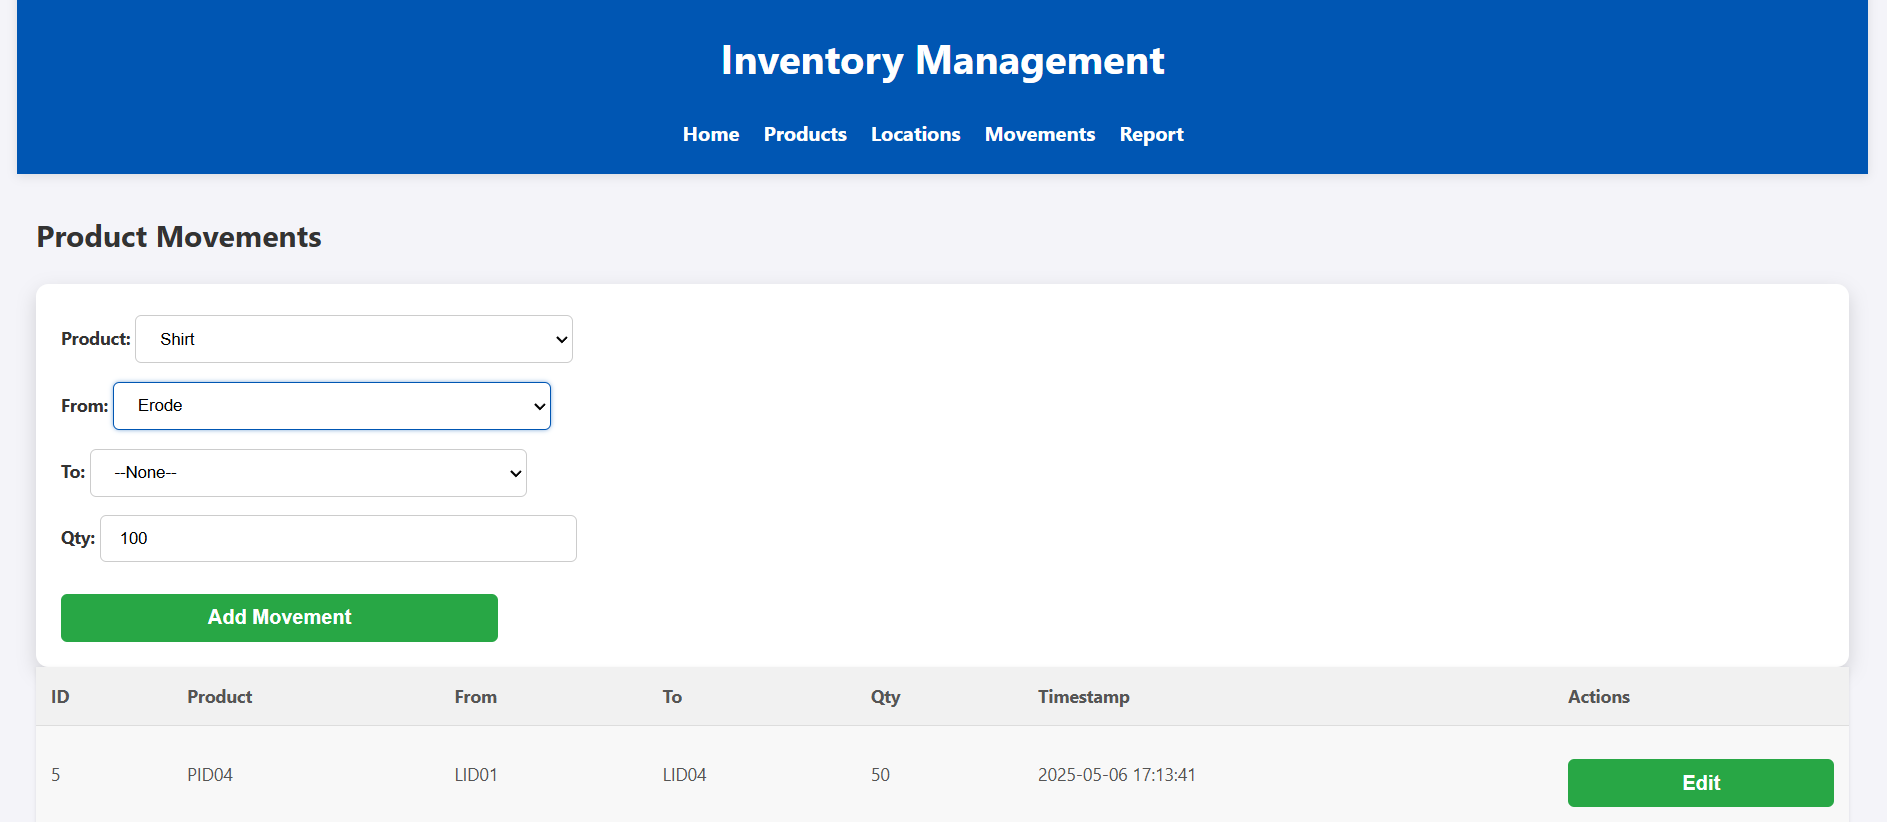 Inventory Management
Home Products Locations Movements Report
Product Movements
Product: Shirt
From: Erode
To: --None--
Qty: 100
Add Movement
ID Product From To Qty Timestamp Actions
5 PID04 LID01 LID04 50 2025-05-06 17:13:41 Edit